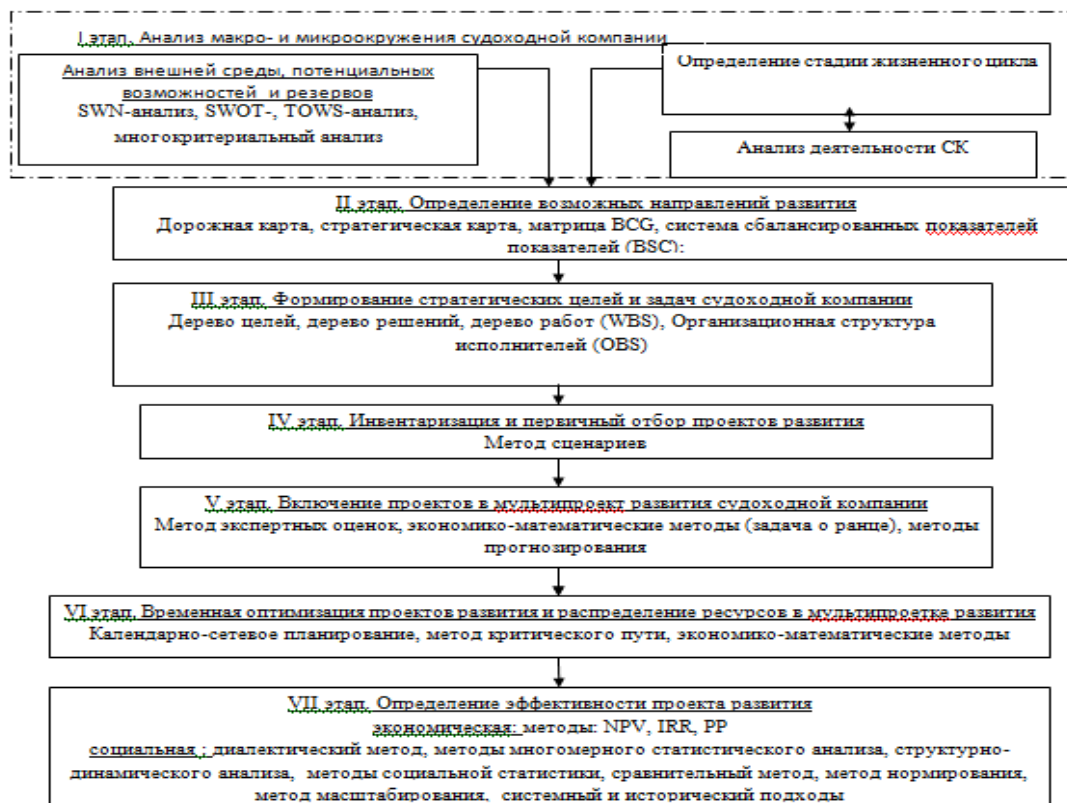 I этап. Анализ макро- и микроокружения судоходной компании
Анализ внешней среды, потенциальных
возможностей и резервов
SWN-анализ, SWOT-, TOWS-анализ,
многокритериальный анализ
Определение стадии жизненного цикла
Анализ деятельности СК
II этап. Определение возможных направлений развития
Дорожная карта, стратегическая карта, матрица BCG, система сбалансированных показателей
показателей (BSC):
III этап. Формирование стратегических целей и задач судоходной компании
Дерево целей, дерево решений, дерево работ (WBS), Организационная структура
исполнителей (OBS)
IV этап. Инвентаризация и первичный отбор проектов развития
Метод сценариев
V этап. Включение проектов в мультипроект развития судоходной компании
Метод экспертных оценок, экономико-математические методы (задача о ранце), методы
прогнозирования
VI этап. Временная оптимизация проектов развития и распределение ресурсов в мультипроетке развития
Календарно-сетевое планирование, метод критического пути, экономико-математические методы
VII этап. Определение эффективности проекта развития
экономическая: методы: NPV, IRR, PP
социальная : диалектический метод, методы многомерного статистического анализа, структурно-
динамического анализа, методы социальной статистики, сравнительный метод, метод нормирования,
метод масштабирования, системный и исторический подходы